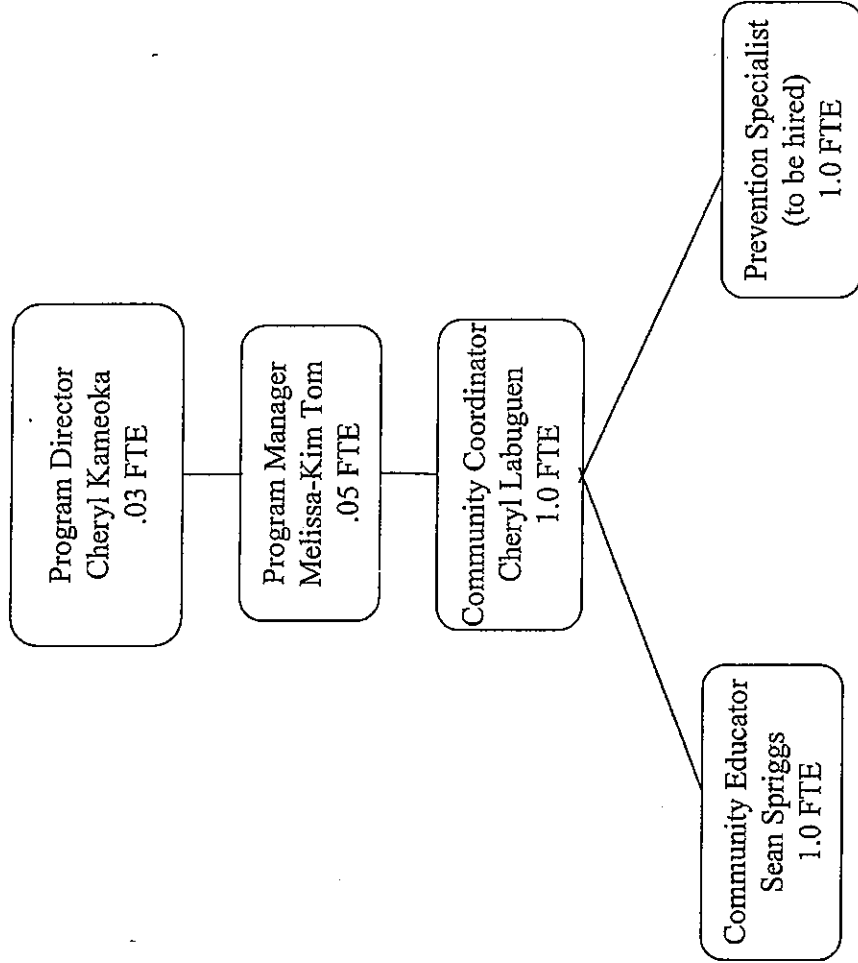 Program Director
Cheryl Kameoka
.03 FTE
Program Manager
Melissa-Kim Tom
.05 FTE
Community Coordinator
Cheryl Labuguen
1.0 FTE
Community Educator
Sean Spriggs
1.0 FTE
Prevention Specialist
(to be hired)
1.0 FTE